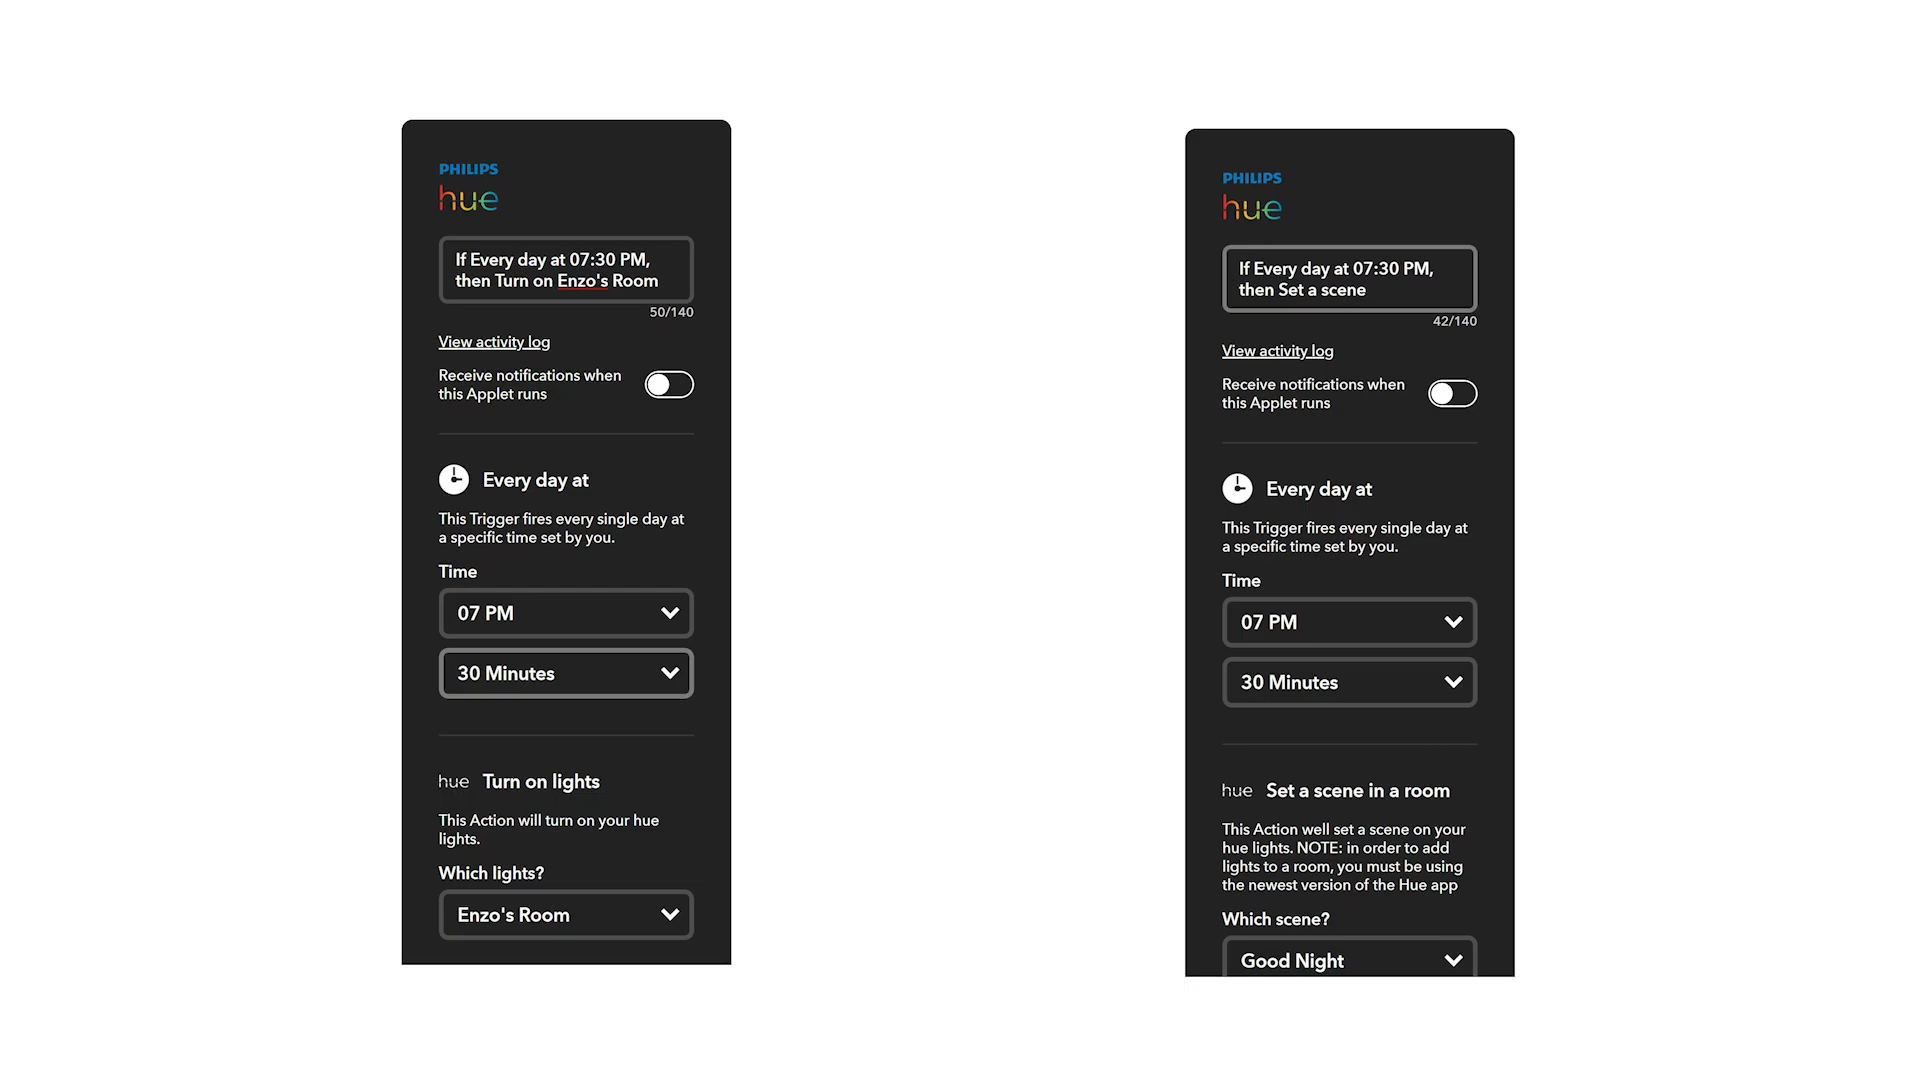 PHILIPS
hue
If Every day at 07:30 PM,
then Turn on Enzo's Room
50/140
View activity log
Receive notifications when
this Applet runs
Every day at
This Trigger fires every single day at
a specific time set by you.
Time
07 PM
30 Minutes
hue Turn on lights
This Action will turn on your hue
lights.
Which lights?
Enzo's Room
PHILIPS
hue
If Every day at 07:30 PM,
then Set a scene
42/140
View activity log
Receive notifications when
this Applet runs
Every day at
This Trigger fires every single day at
a specific time set by you.
Time
07 PM
30 Minutes
hue Set a scene in a room
This Action well set a scene on your
hue lights. NOTE: in order to add
lights to a room, you must be using
the newest version of the Hue app
Which scene?
Good Night